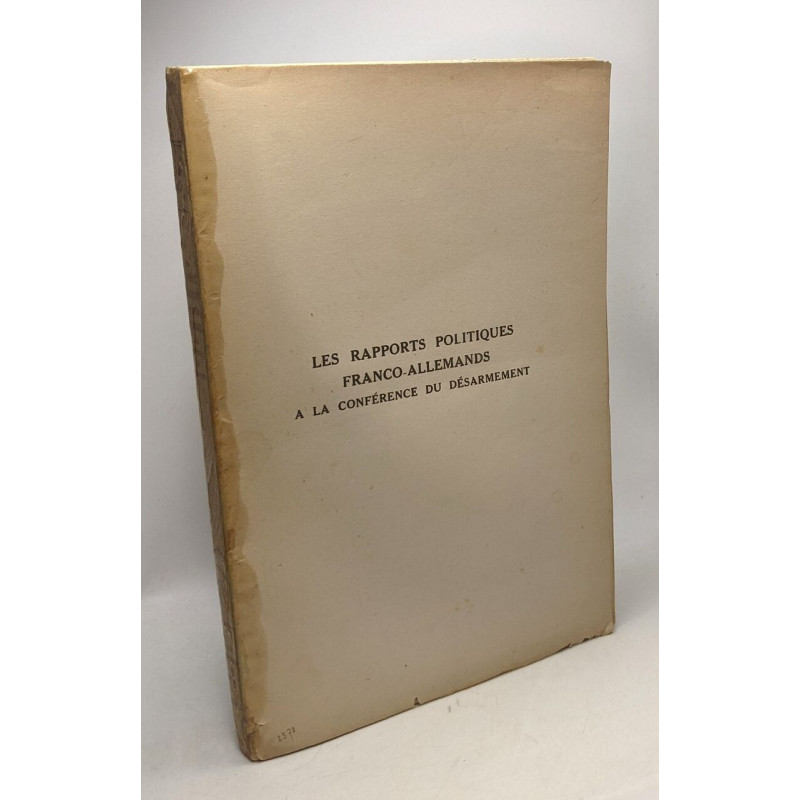 LES RAPPORTS POLITIQUES
FRANCO-ALLEMANDS
A LA CONFÉRENCE DU DÉSARMEMENT